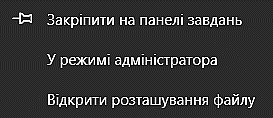 Закріпити на панелі завдань
У режимі адміністратора
Відкрити розташування файлу